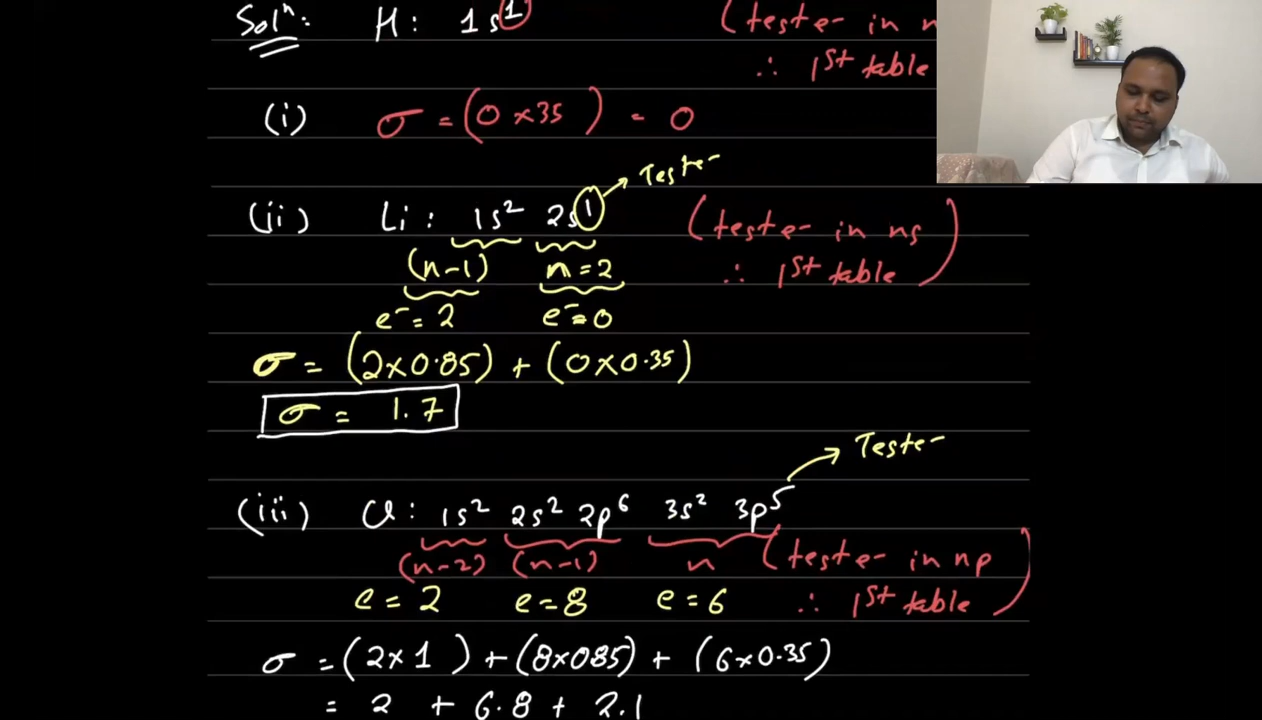 Solⁿ: H: 1s¹ (tester in n
∴ 1st table
(i) σ = (0 × 35) = 0
Tester
(ii) Li: 1s² 2s¹ (tester in ns
(n-1) n = 2 ∴ 1st table)
e⁻ = 2 e⁻ = 0
σ = (2×0.85) + (0×0.35)
σ = 1.7
Tester
(iii) Cl: 1s² 2s² 2p⁶ 3s² 3p⁵
(n-2) (n-1) n (tester in np
e = 2 e = 8 e = 6 ∴ 1st table)
σ = (2×1) + (8×085) + (6×0.35)
= 2 + 6.8 + 2.1